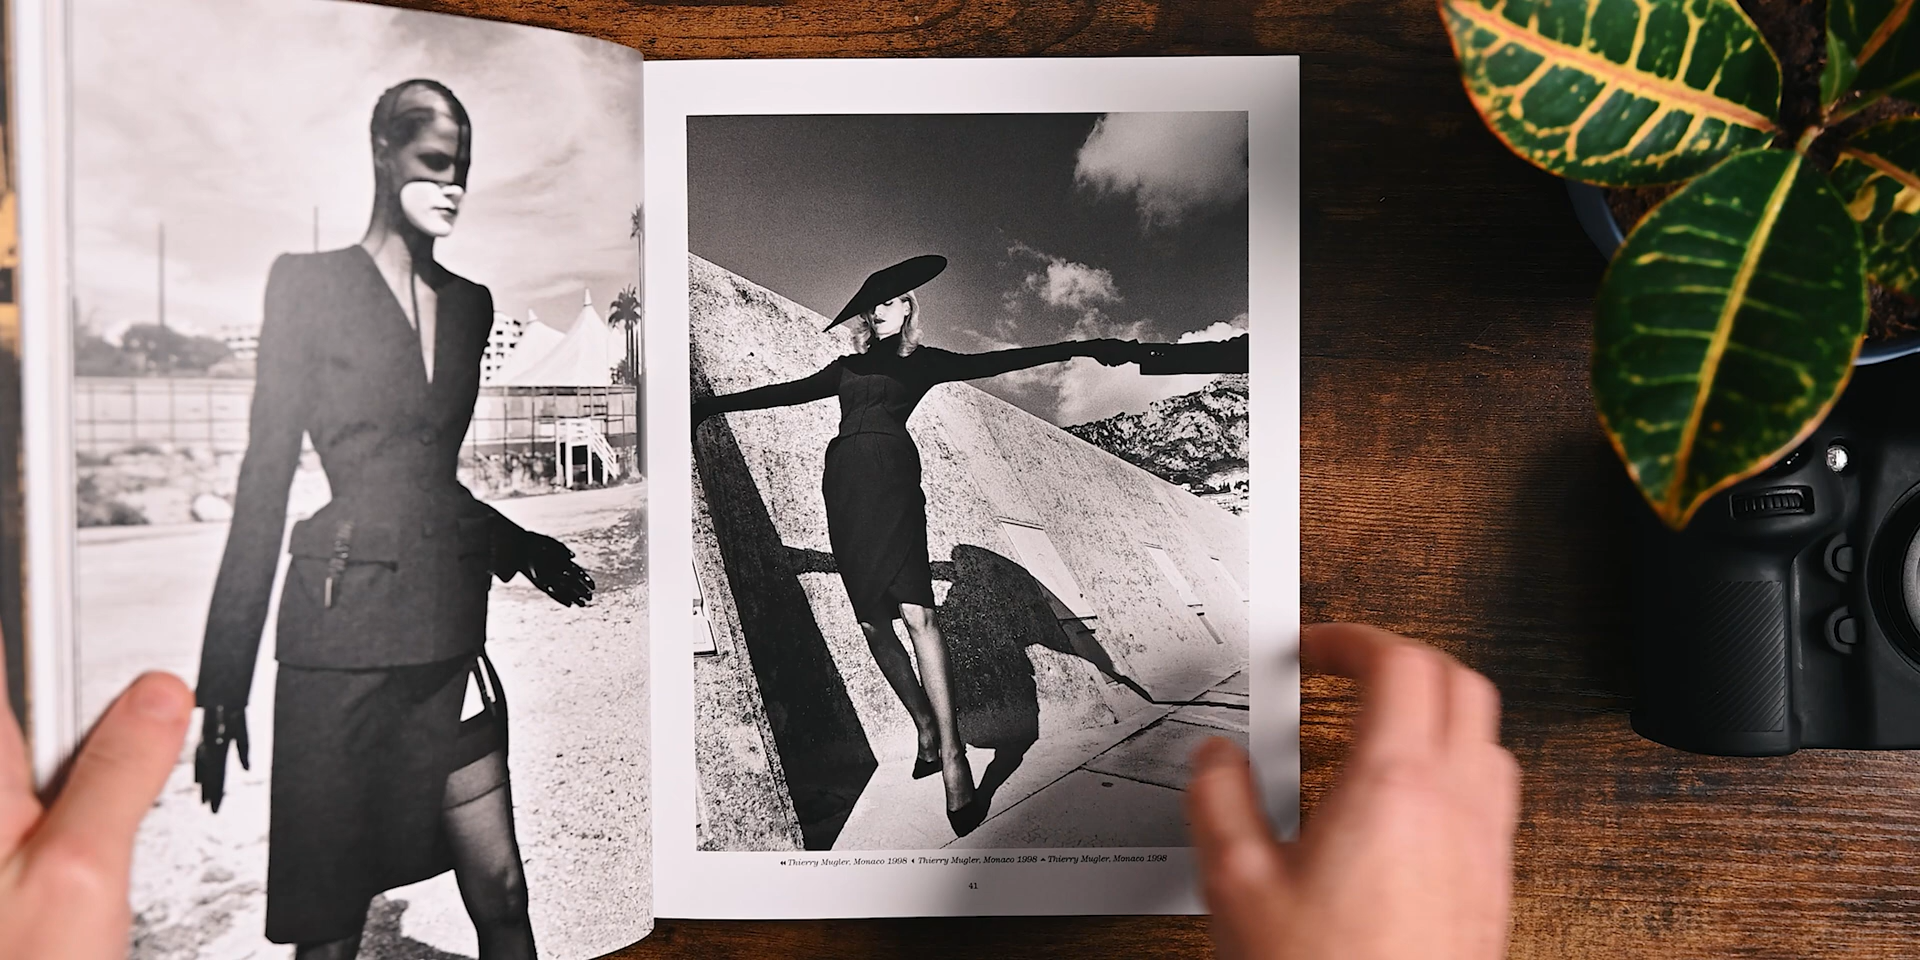 ◂◂ Thierry Mugler, Monaco 1998 ◂ Thierry Mugler, Monaco 1998 ▴ Thierry Mugler, Monaco 1998
41